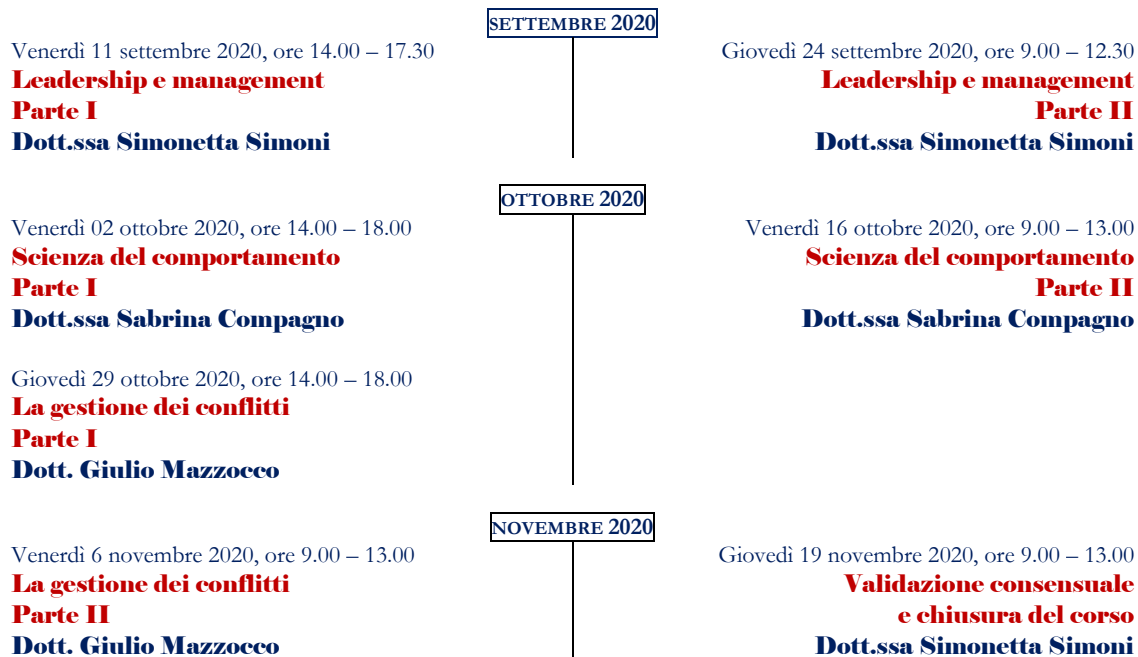 SETTEMBRE 2020
Venerdì 11 settembre 2020, ore 14.00 – 17.30
Leadership e management
Parte I
Dott.ssa Simonetta Simoni
Giovedì 24 settembre 2020, ore 9.00 – 12.30
Leadership e management
Parte II
Dott.ssa Simonetta Simoni
OTTOBRE 2020
Venerdì 02 ottobre 2020, ore 14.00 – 18.00
Scienza del comportamento
Parte I
Dott.ssa Sabrina Compagno
Venerdì 16 ottobre 2020, ore 9.00 – 13.00
Scienza del comportamento
Parte II
Dott.ssa Sabrina Compagno
Giovedì 29 ottobre 2020, ore 14.00 – 18.00
La gestione dei conflitti
Parte I
Dott. Giulio Mazzocco
NOVEMBRE 2020
Venerdì 6 novembre 2020, ore 9.00 – 13.00
La gestione dei conflitti
Parte II
Dott. Giulio Mazzocco
Giovedì 19 novembre 2020, ore 9.00 – 13.00
Validazione consensuale
e chiusura del corso
Dott.ssa Simonetta Simoni